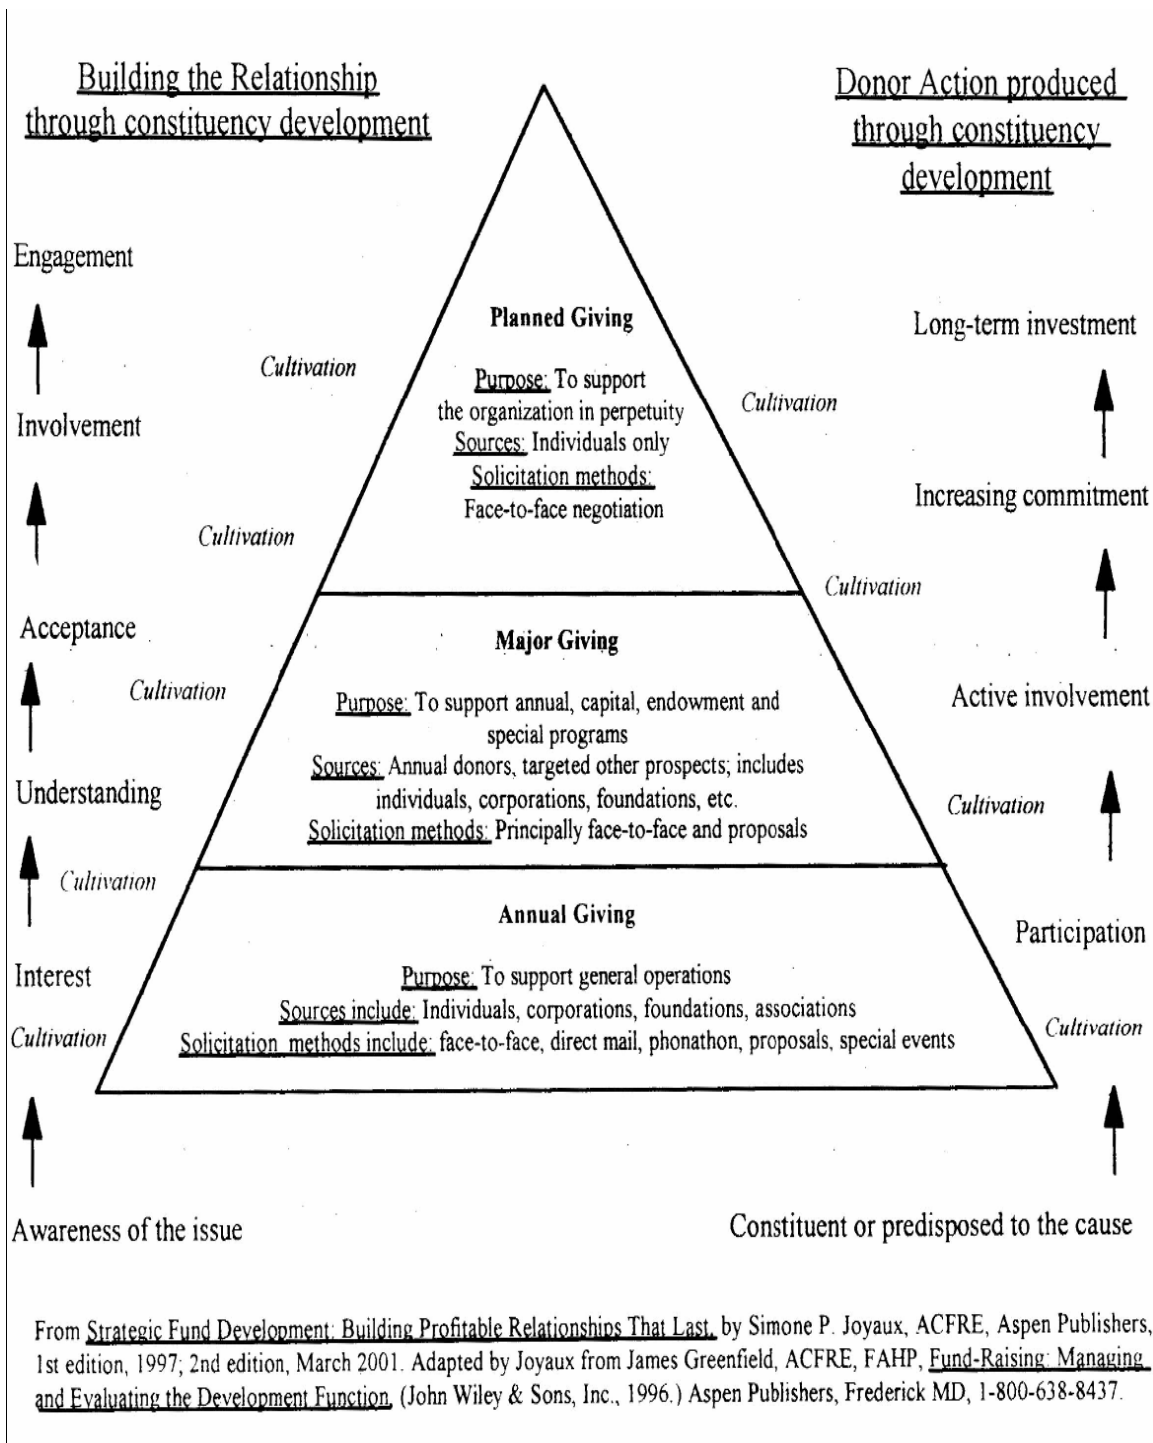 Building the Relationship
through constituency development
Donor Action produced
through constituency
development
Engagement
Cultivation
Involvement
Cultivation
Acceptance
Cultivation
Understanding
Cultivation
Interest
Cultivation
Awareness of the issue
Planned Giving
Purpose: To support
the organization in perpetuity
Sources: Individuals only
Solicitation methods:
Face-to-face negotiation
Major Giving
Purpose: To support annual, capital, endowment and
special programs
Sources: Annual donors, targeted other prospects; includes
individuals, corporations, foundations, etc.
Solicitation methods: Principally face-to-face and proposals
Annual Giving
Purpose: To support general operations
Sources include: Individuals, corporations, foundations, associations
Solicitation methods include: face-to-face, direct mail, phonathon, proposals, special events
Long-term investment
Cultivation
Increasing commitment
Cultivation
Active involvement
Cultivation
Participation
Cultivation
Constituent or predisposed to the cause
From Strategic Fund Development: Building Profitable Relationships That Last, by Simone P. Joyaux, ACFRE, Aspen Publishers,
1st edition, 1997; 2nd edition, March 2001. Adapted by Joyaux from James Greenfield, ACFRE, FAHP, Fund-Raising: Managing
and Evaluating the Development Function, (John Wiley & Sons, Inc., 1996.) Aspen Publishers, Frederick MD, 1-800-638-8437.